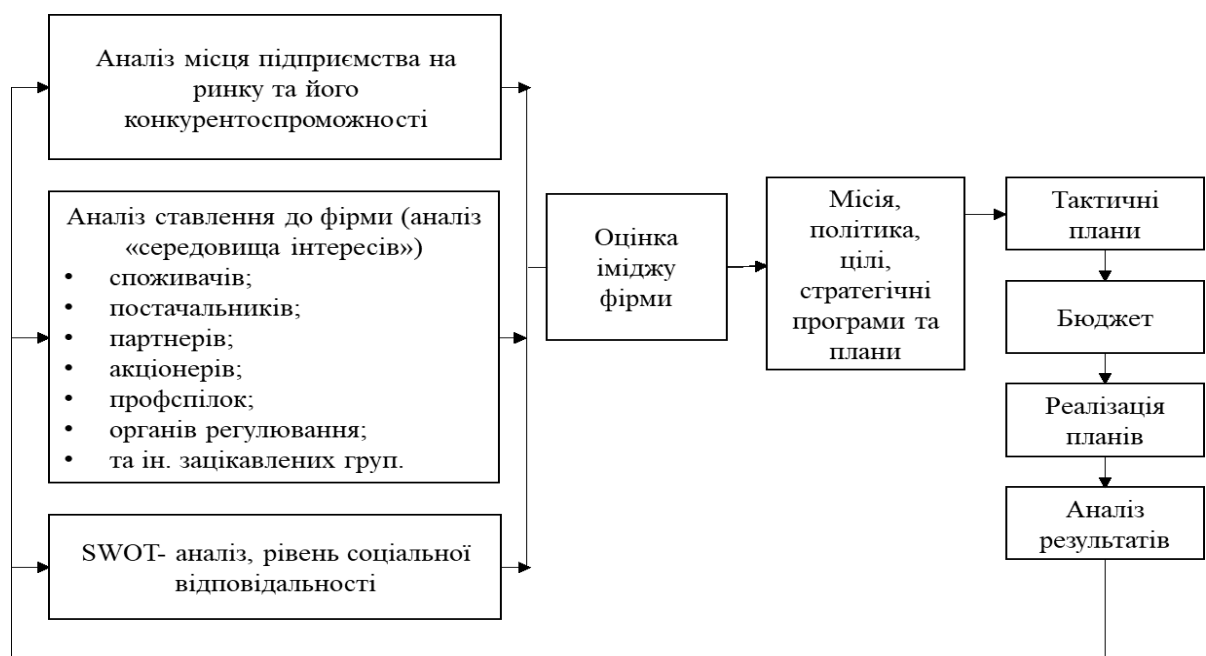 Аналіз місця підприємства на
ринку та його
конкурентоспроможності
Аналіз ставлення до фірми (аналіз
«середовища інтересів»)
• споживачів;
• постачальників;
• партнерів;
• акціонерів;
• профспілок;
• органів регулювання;
• та ін. зацікавлених груп.
SWOT- аналіз, рівень соціальної
відповідальності
Оцінка
іміджу
фірми
Місія,
політика,
цілі,
стратегічні
програми та
плани
Тактичні
плани
Бюджет
Реалізація
планів
Аналіз
результатів